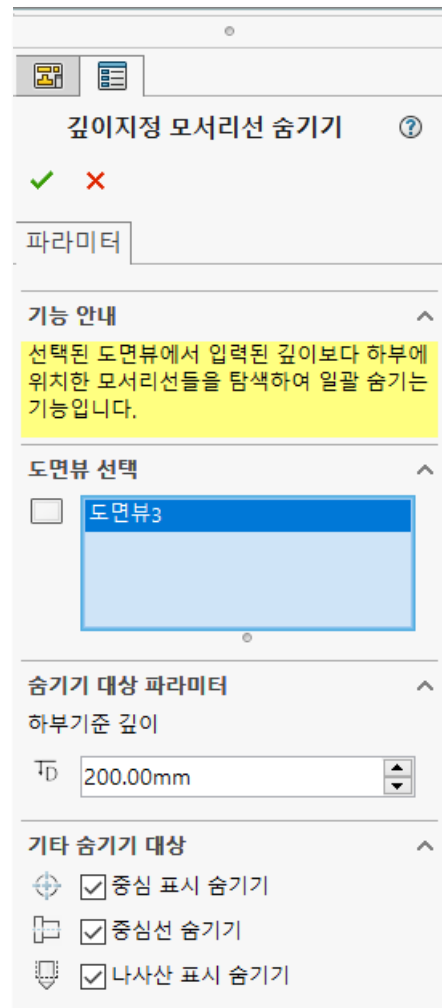 깊이지정 모서리선 숨기기
파라미터
기능 안내
선택된 도면뷰에서 입력된 깊이보다 하부에
위치한 모서리선들을 탐색하여 일괄 숨기는
기능입니다.
도면뷰 선택
도면뷰3
숨기기 대상 파라미터
하부기준 깊이
D
200.00mm
기타 숨기기 대상
중심 표시 숨기기
중심선 숨기기
나사산 표시 숨기기